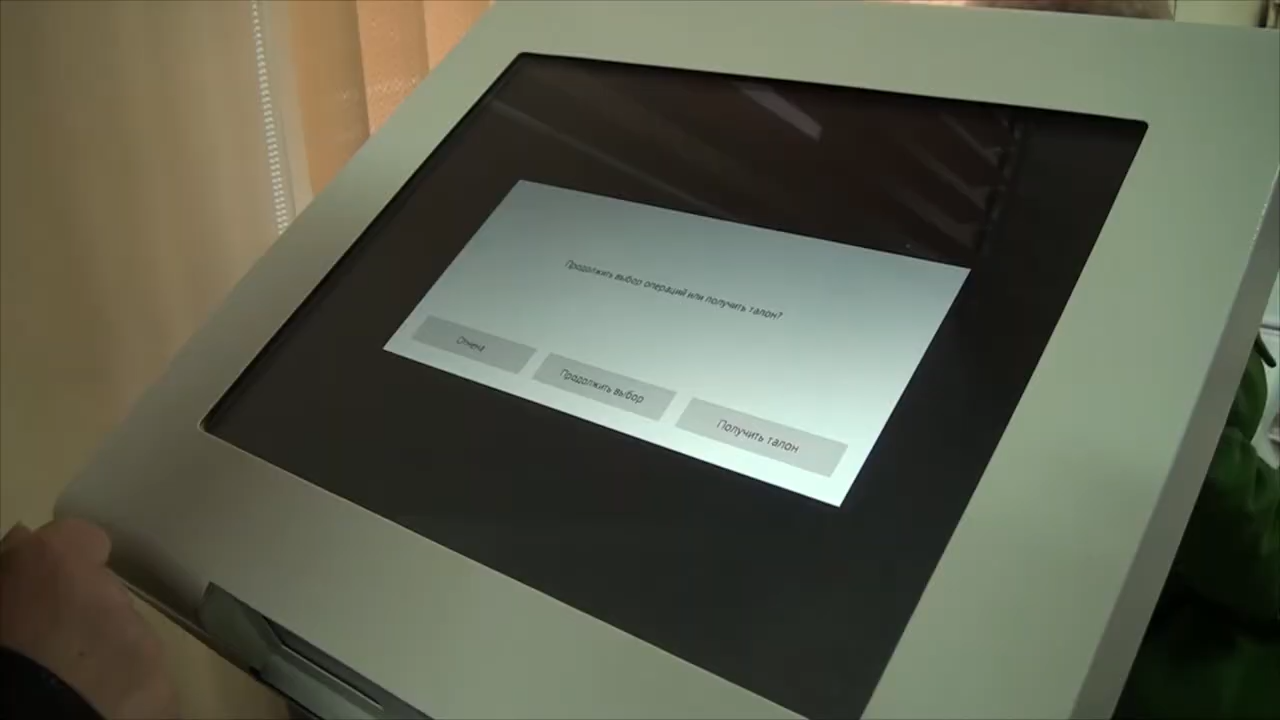 Продолжить выбор операций или получить талон?
Отмена
Продолжить выбор
Получить талон